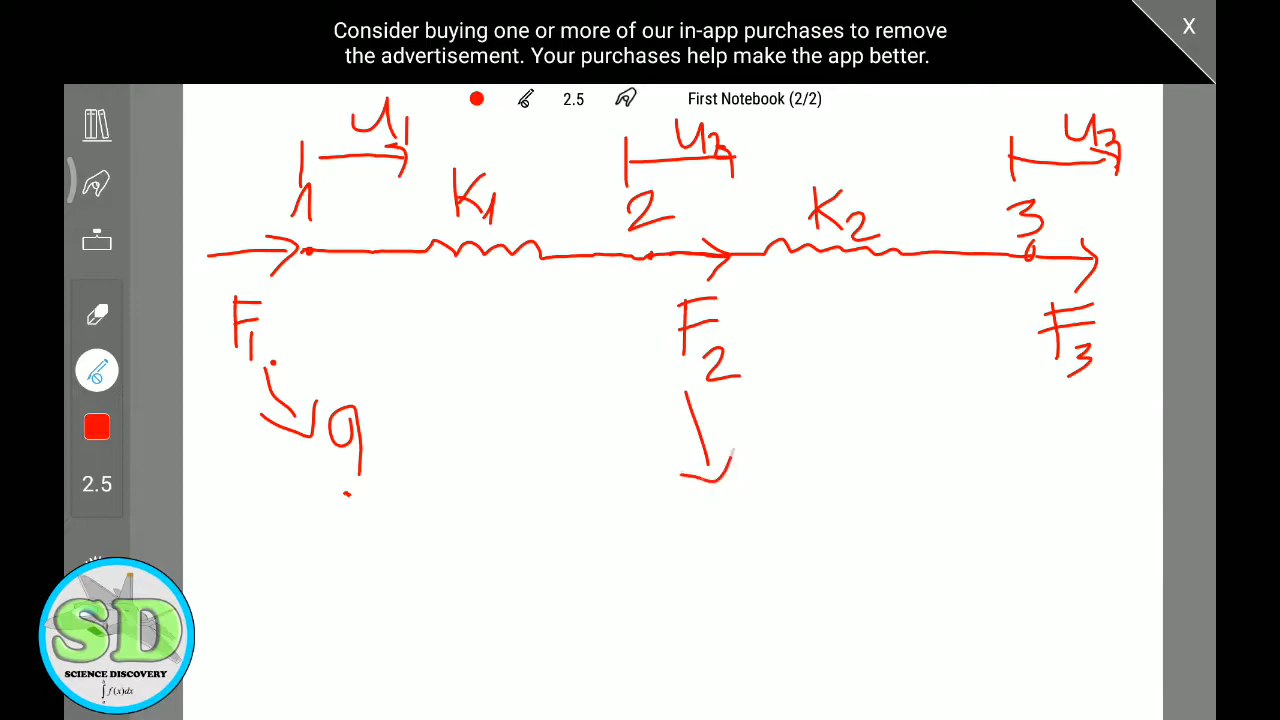 Consider buying one or more of our in-app purchases to remove
the advertisement. Your purchases help make the app better.
X
2.5 First Notebook (2/2)
u1 u2 u3
1 K1 2 K2 3
F1 F2 F3
q
2.5
SD
SCIENCE DISCOVERY
∫f(x)dx